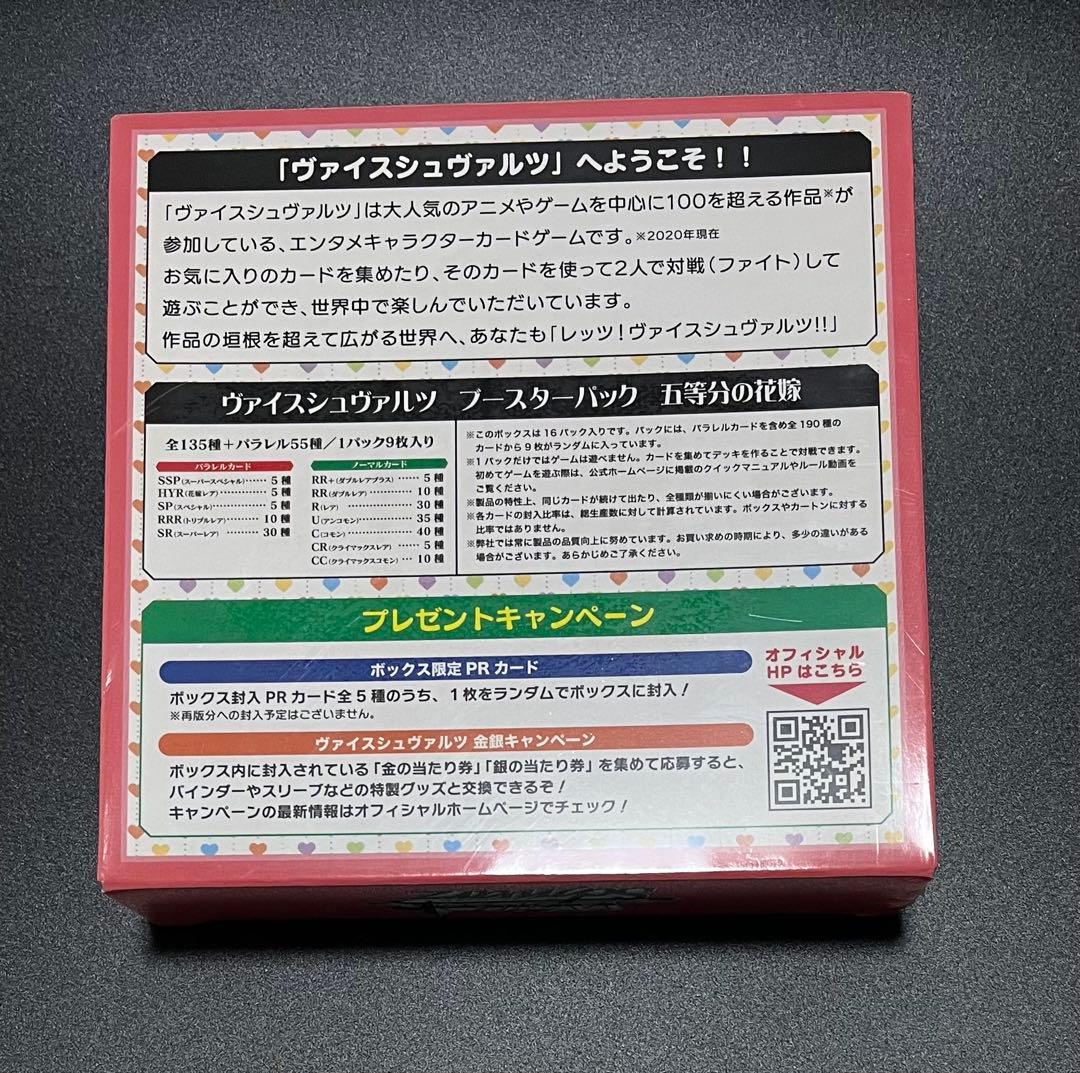 「ヴァイスシュヴァルツ」へようこそ！！
「ヴァイスシュヴァルツ」は大人気のアニメやゲームを中心に100を超える作品※が
参加している、エンタメキャラクターカードゲームです。※2020年現在
お気に入りのカードを集めたり、そのカードを使って2人で対戦（ファイト）して
遊ぶことができ、世界中で楽しんでいただいています。
作品の垣根を超えて広がる世界へ、あなたも「レッツ！ヴァイスシュヴァルツ!!」
ヴァイスシュヴァルツ ブースターパック 五等分の花嫁
全135種＋パラレル55種／1パック9枚入り
パラレルカード
SSP(スーパースペシャル)……5種
HYR(花嫁レア)……………5種
SP(スペシャル)……………5種
RRR(トリプルレア)………10種
SR(スーパーレア)………30種
ノーマルカード
RR+(ダブルレアプラス)……5種
RR(ダブルレア)…………10種
R(レア)…………………30種
U(アンコモン)……………35種
C(コモン)………………40種
CR(クライマックスレア)……5種
CC(クライマックスコモン)…10種
※このボックスは16パック入りです。パックには、パラレルカードを含め全190種の
カードから9枚がランダムに入っています。
※1パックだけではゲームは遊べません。カードを集めてデッキを作ることで対戦できます。
初めてゲームを遊ぶ際は、公式ホームページに掲載のクイックマニュアルやルール動画を
ご覧ください。
※製品の特性上、同じカードが続けて出たり、全種類が揃いにくい場合がございます。
※各カードの封入比率は、総生産数に対して計算されています。ボックスやカートンに対する
比率ではありません。
※弊社では常に製品の品質向上に努めています。お買い求めの時期により、多少の違いがある
場合がございます。あらかじめご了承ください。
プレゼントキャンペーン
ボックス限定PRカード
ボックス封入PRカード全5種のうち、1枚をランダムでボックスに封入！
※再版分への封入予定はございません。
ヴァイスシュヴァルツ 金銀キャンペーン
ボックス内に封入されている「金の当たり券」「銀の当たり券」を集めて応募すると、
バインダーやスリーブなどの特製グッズと交換できるぞ！
キャンペーンの最新情報はオフィシャルホームページでチェック！
オフィシャル
HPはこちら